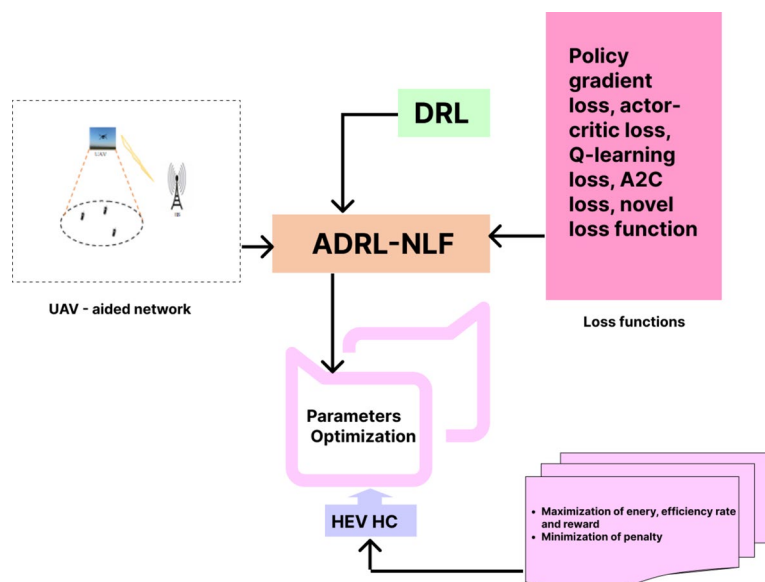 Policy
gradient
loss, actor-
critic loss,
Q-learning
loss, A2C
loss, novel
loss function
DRL
UAV
ADRL-NLF
UAV - aided network
Loss functions
Parameters
Optimization
HEV HC
• Maximization of enery, efficiency rate
and reward
• Minimization of penalty